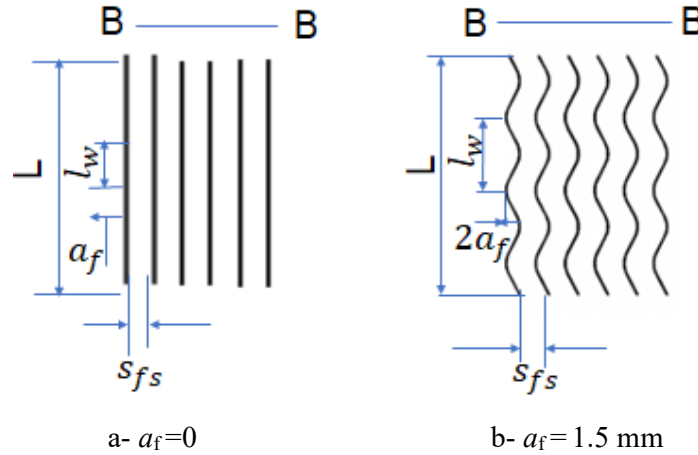 B B
B B
L
l_w
a_f
s_fs
L
l_w
2a_f
s_fs
a- a_f=0
b- a_f = 1.5 mm